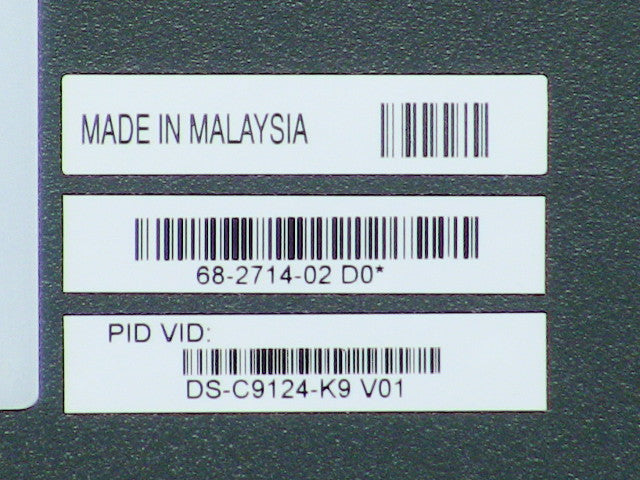 MADE IN MALAYSIA
68-2714-02 D0*
PID VID:
DS-C9124-K9 V01